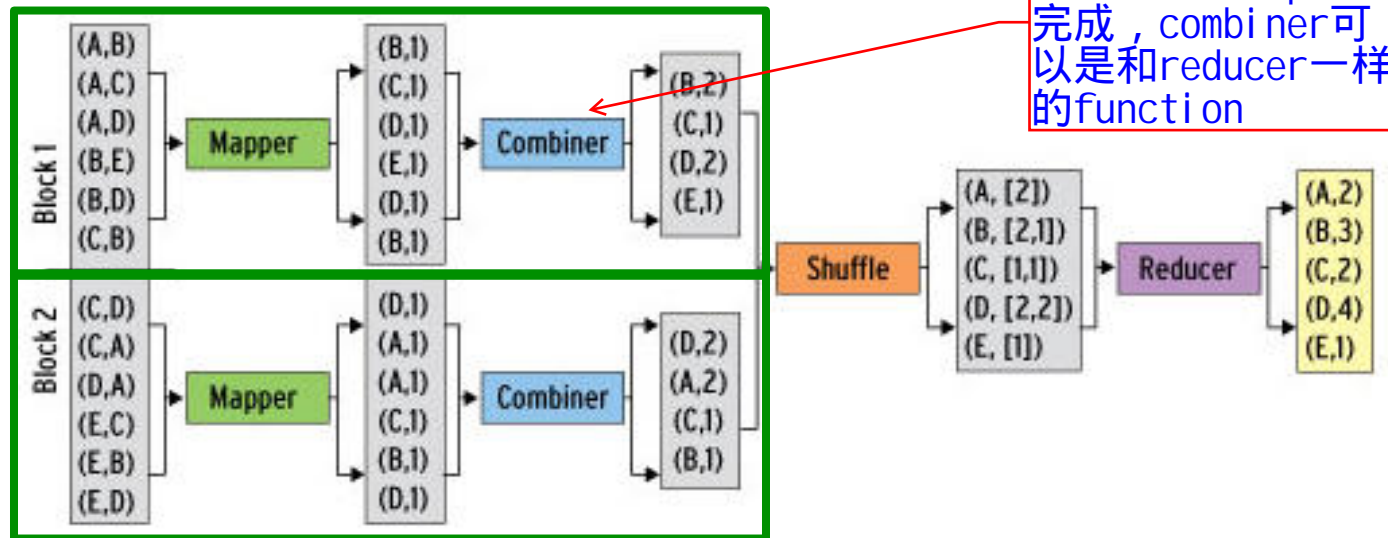 完成，combiner可
以是和reducer一样
的function
Block 1
(A,B)
(A,C)
(A,D)
(B,E)
(B,D)
(C,B)
Mapper
(B,1)
(C,1)
(D,1)
(E,1)
(D,1)
(B,1)
Combiner
(B,2)
(C,1)
(D,2)
(E,1)
Block 2
(C,D)
(C,A)
(D,A)
(E,C)
(E,B)
(E,D)
Mapper
(D,1)
(A,1)
(A,1)
(C,1)
(B,1)
(D,1)
Combiner
(D,2)
(A,2)
(C,1)
(B,1)
Shuffle
(A, [2])
(B, [2,1])
(C, [1,1])
(D, [2,2])
(E, [1])
Reducer
(A,2)
(B,3)
(C,2)
(D,4)
(E,1)